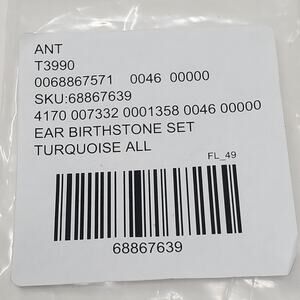 ANT
T3990
0068867571 0046 00000
SKU:68867639
4170 007332 0001358 0046 00000
EAR BIRTHSTONE SET
TURQUOISE ALL
FL_49
68867639